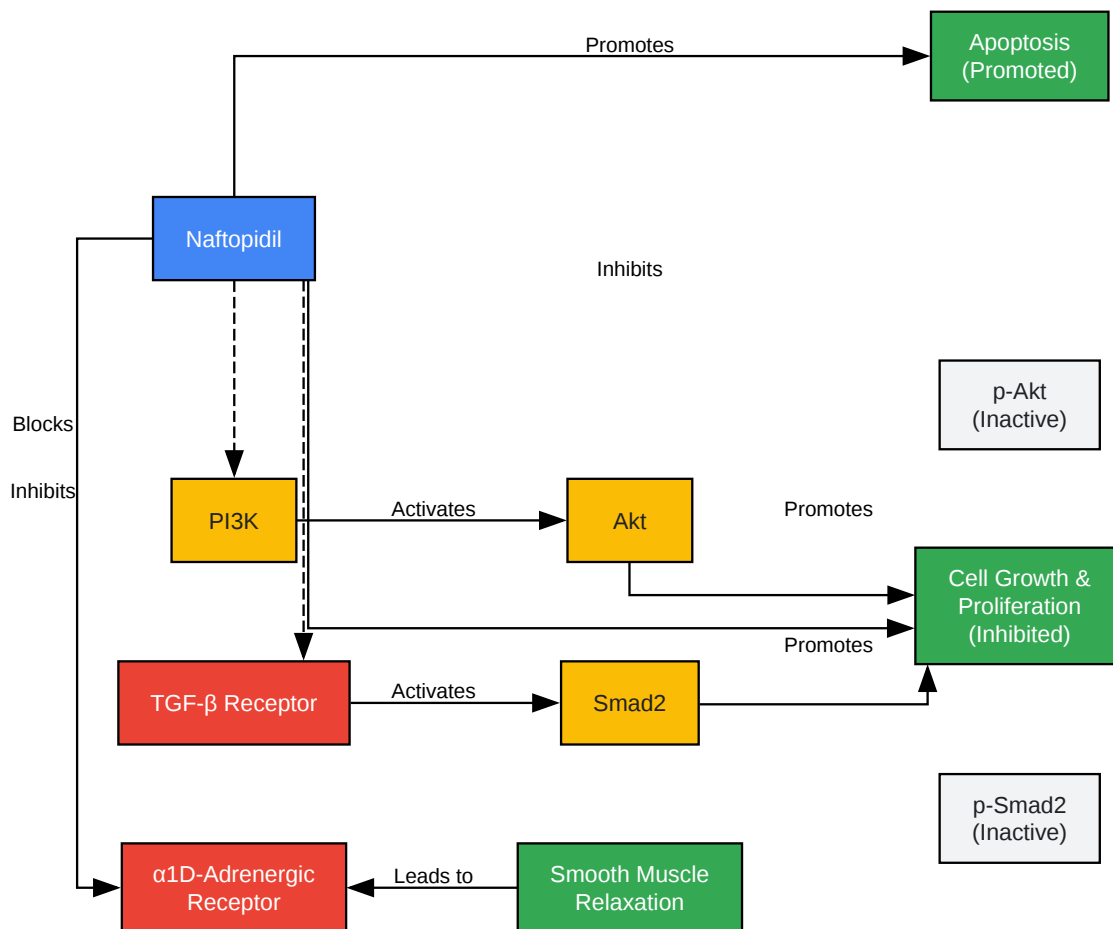 Promotes
Apoptosis
(Promoted)
Naftopidil
Inhibits
p-Akt
(Inactive)
Blocks
Inhibits
PI3K
Activates
Akt
Promotes
Cell Growth &
Proliferation
(Inhibited)
Promotes
TGF-β Receptor
Activates
Smad2
p-Smad2
(Inactive)
α1D-Adrenergic
Receptor
Leads to
Smooth Muscle
Relaxation